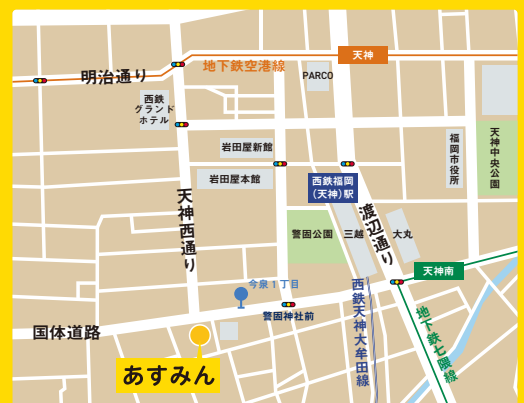 天神
地下鉄空港線
明治通り
PARCO
西鉄
グランド
ホテル
岩田屋新館
岩田屋本館
福岡市役所
天神中央公園
西鉄福岡
(天神)駅
天神西通り
渡辺通り
警固公園
三越
大丸
天神南
今泉1丁目
警固神社前
西鉄天神大牟田線
地下鉄七隈線
国体道路
あすみん